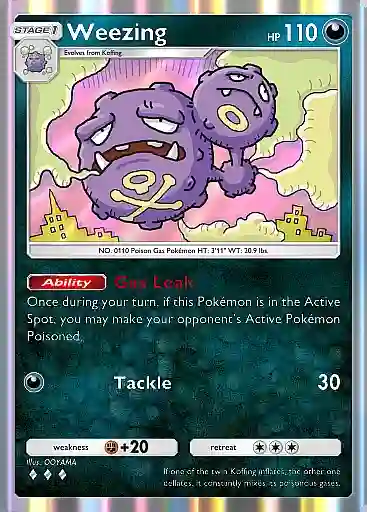 STAGE 1
Weezing
HP 110
Evolves from Koffing
NO. 0110 Poison Gas Pokémon HT: 3'11" WT: 20.9 lbs.
Ability Gas Leak
Once during your turn, if this Pokémon is in the Active
Spot, you may make your opponent's Active Pokémon
Poisoned.
Tackle 30
weakness +20 retreat
Illus. OOYAMA
If one of the twin Koffing inflates, the other one
deflates. It constantly mixes its poisonous gases.